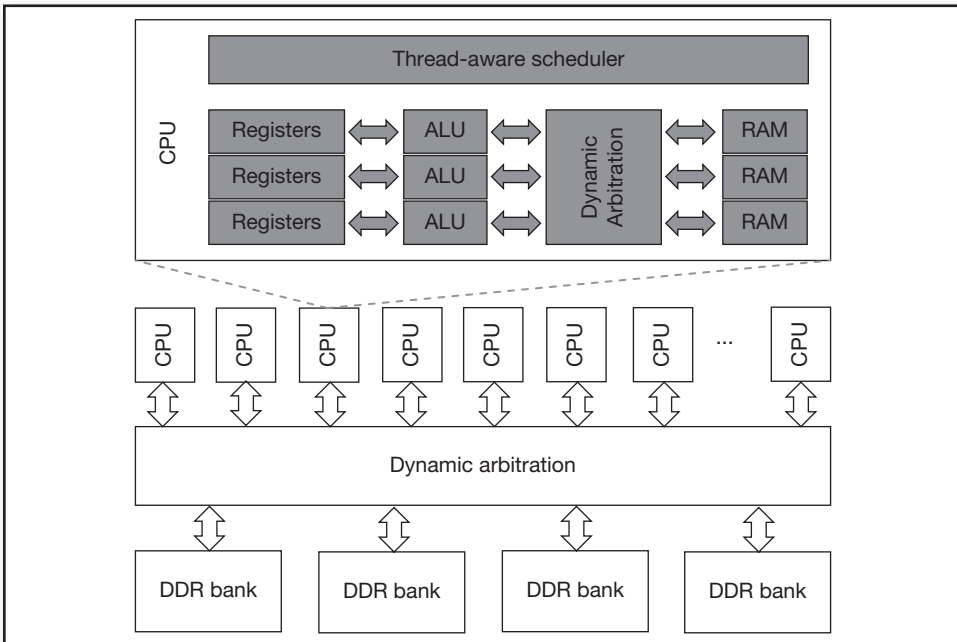 Thread-aware scheduler
CPU
Registers ALU Dynamic Arbitration RAM
Registers ALU RAM
Registers ALU RAM
CPU CPU CPU CPU CPU CPU CPU ... CPU
Dynamic arbitration
DDR bank DDR bank DDR bank DDR bank